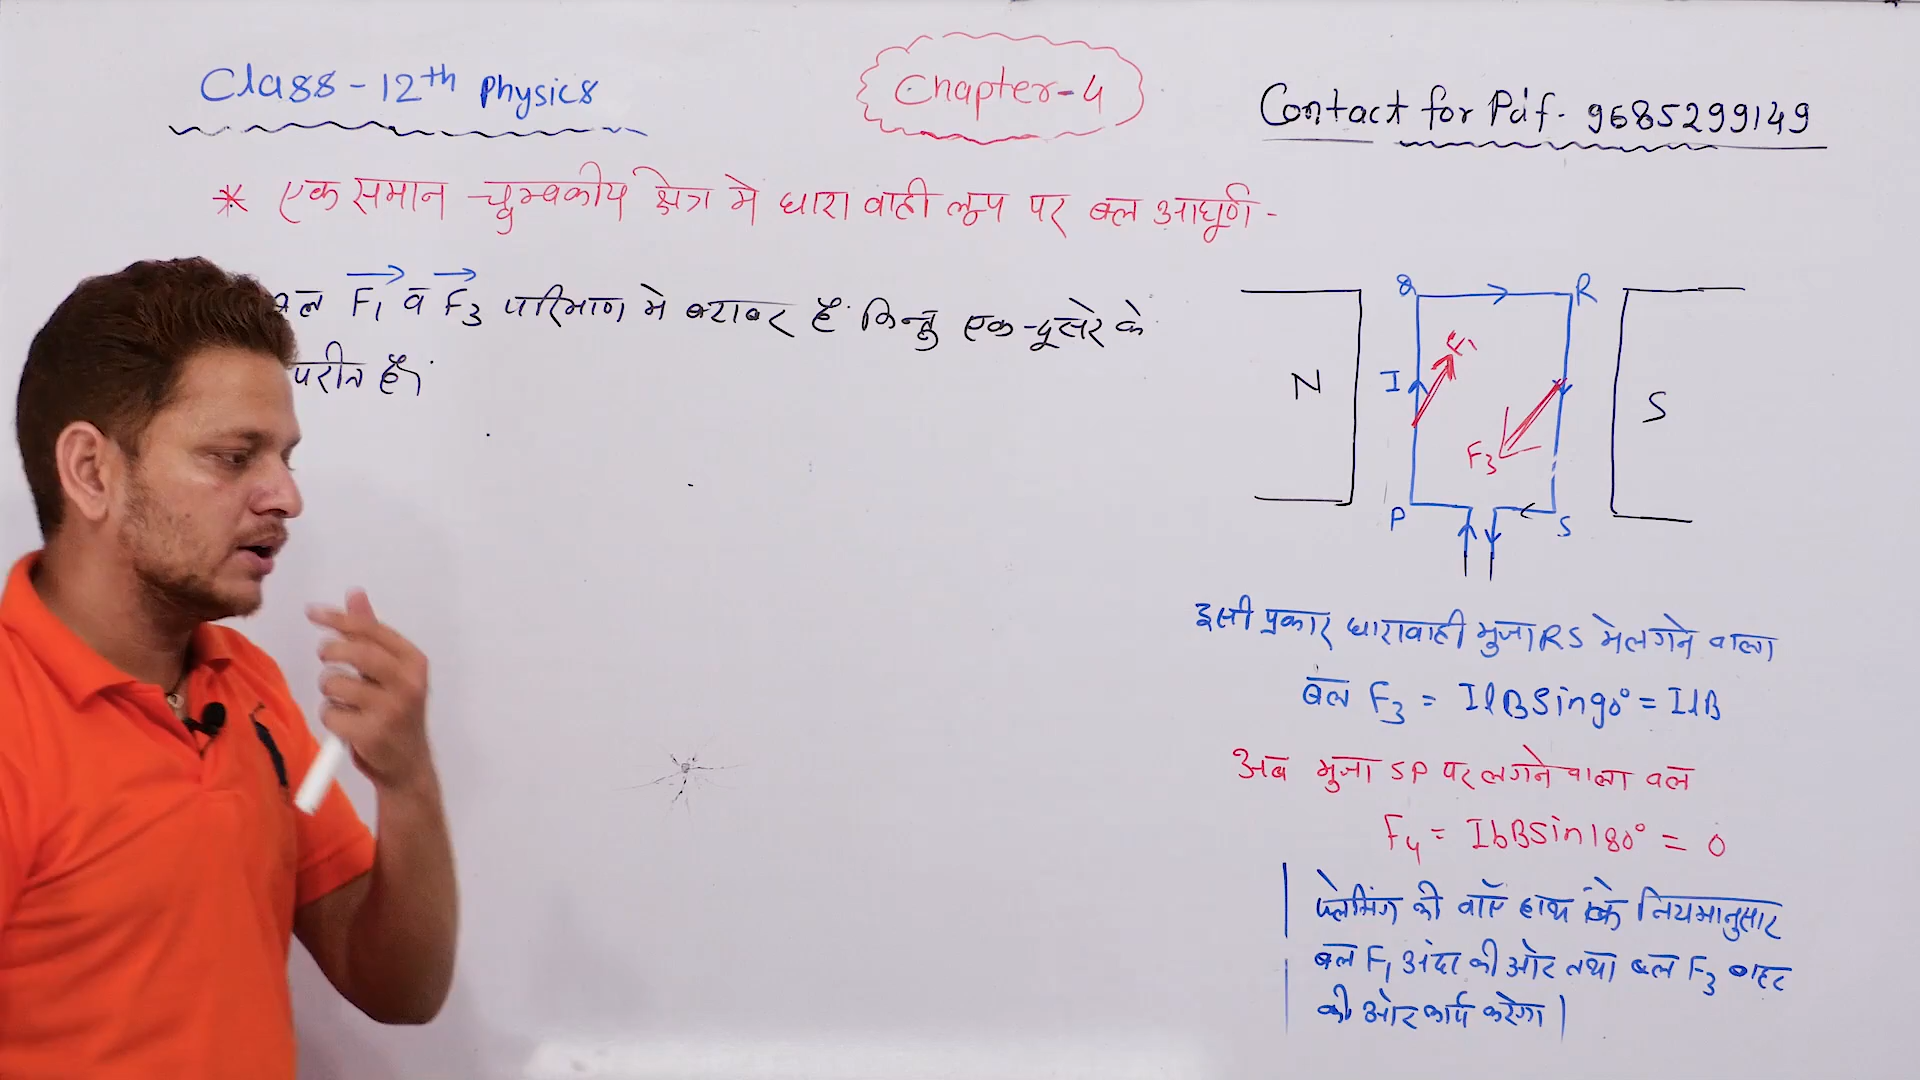 Class - 12th Physics
Chapter-4
Contact for Pdf. 9685299149
* एक समान चुम्बकीय क्षेत्र मे धारावाही लूप पर बल आघूर्ण -
बल F₁ व F₃ परिमाण मे बराबर है किन्तु एक-दूसरे के
परीत है।
Q R
N I F₁ S
F₃
P S
इसी प्रकार धारावाही भुजा RS मे लगने वाला
बल F₃ = IlBSin90° = IlB
अब भुजा SP पर लगने वाला बल
F₄ = IbBSin180° = 0
फ्लेमिंग की बाँए हाथ के नियमानुसार
बल F₁ अंदर की ओर तथा बल F₃ बाहर
की ओर कार्य करेगा